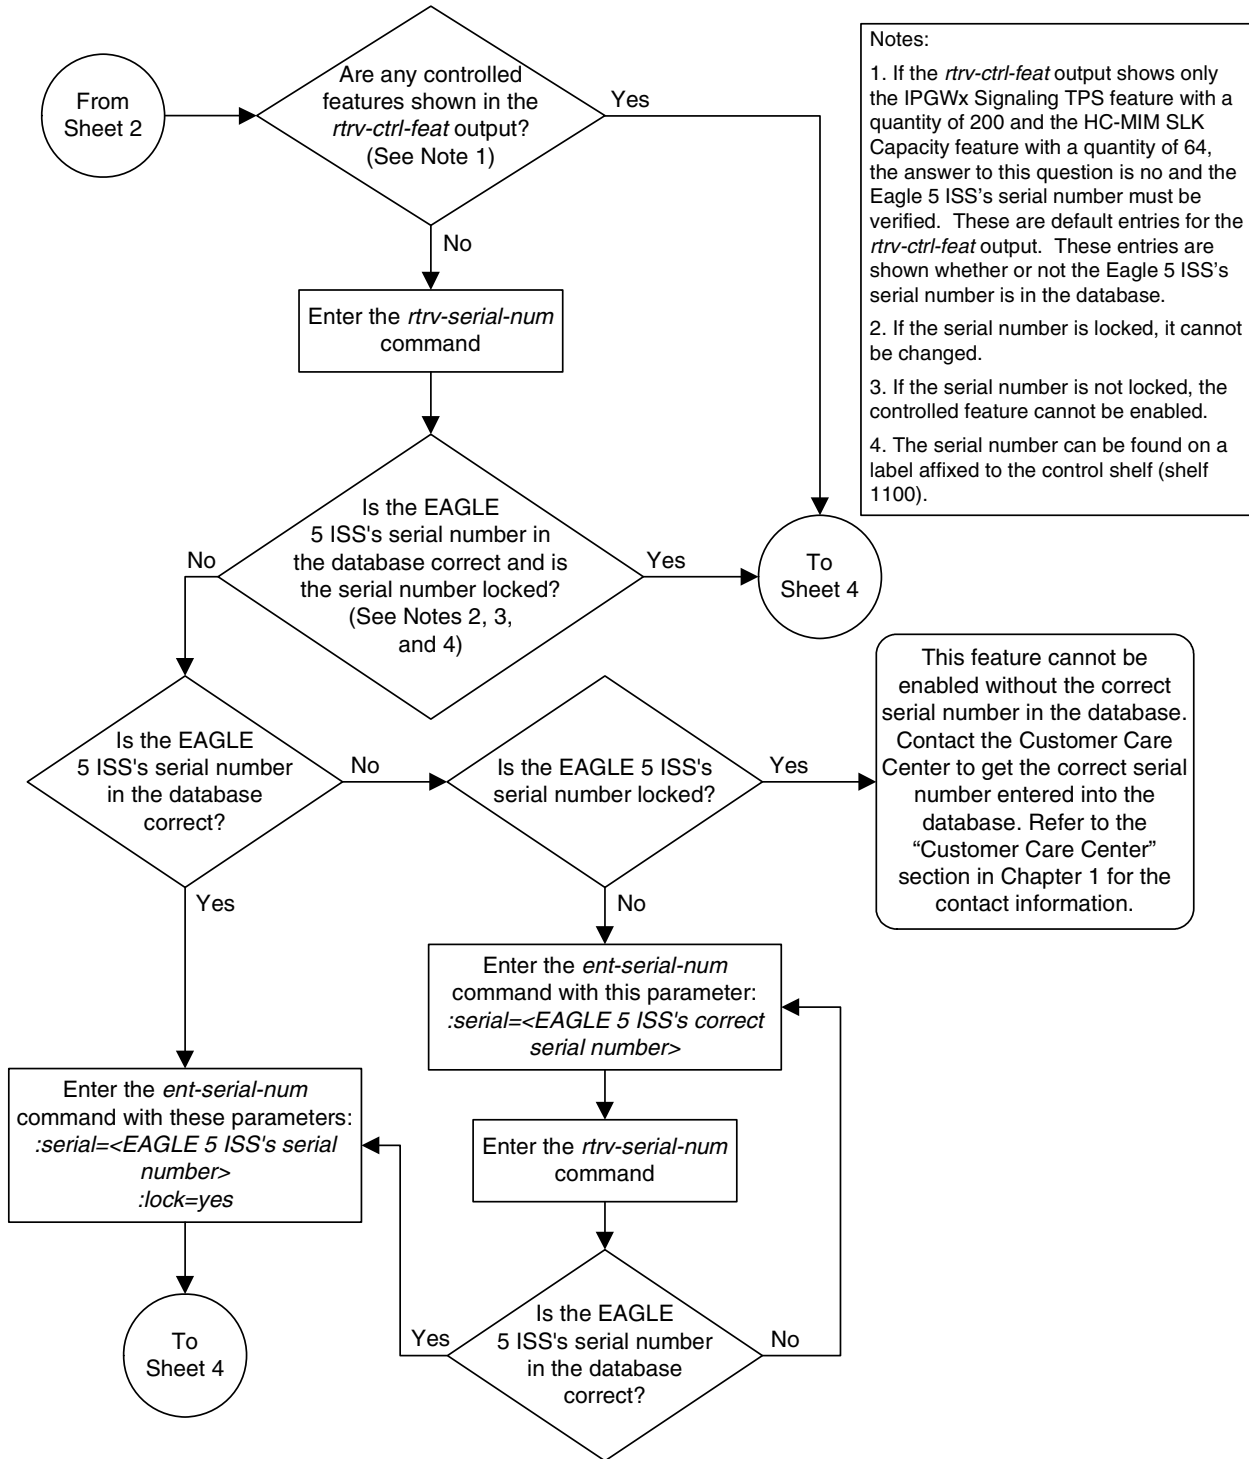 From
Sheet 2
Are any controlled
features shown in the
rtrv-ctrl-feat output?
(See Note 1)
Yes
No
Notes:
1. If the rtrv-ctrl-feat output shows only
the IPGWx Signaling TPS feature with a
quantity of 200 and the HC-MIM SLK
Capacity feature with a quantity of 64,
the answer to this question is no and the
Eagle 5 ISS's serial number must be
verified. These are default entries for the
rtrv-ctrl-feat output. These entries are
shown whether or not the Eagle 5 ISS's
serial number is in the database.
2. If the serial number is locked, it cannot
be changed.
3. If the serial number is not locked, the
controlled feature cannot be enabled.
4. The serial number can be found on a
label affixed to the control shelf (shelf
1100).
Enter the rtrv-serial-num
command
Is the EAGLE
5 ISS's serial number in
the database correct and is
the serial number locked?
(See Notes 2, 3,
and 4)
No
Yes
To
Sheet 4
Is the EAGLE
5 ISS's serial number
in the database
correct?
No
Yes
Is the EAGLE 5 ISS's
serial number locked?
Yes
No
This feature cannot be
enabled without the correct
serial number in the database.
Contact the Customer Care
Center to get the correct serial
number entered into the
database. Refer to the
“Customer Care Center”
section in Chapter 1 for the
contact information.
Enter the ent-serial-num
command with this parameter:
:serial=<EAGLE 5 ISS's correct
serial number>
Enter the ent-serial-num
command with these parameters:
:serial=<EAGLE 5 ISS's serial
number>
:lock=yes
Enter the rtrv-serial-num
command
Is the EAGLE
5 ISS's serial number
in the database
correct?
Yes
No
To
Sheet 4